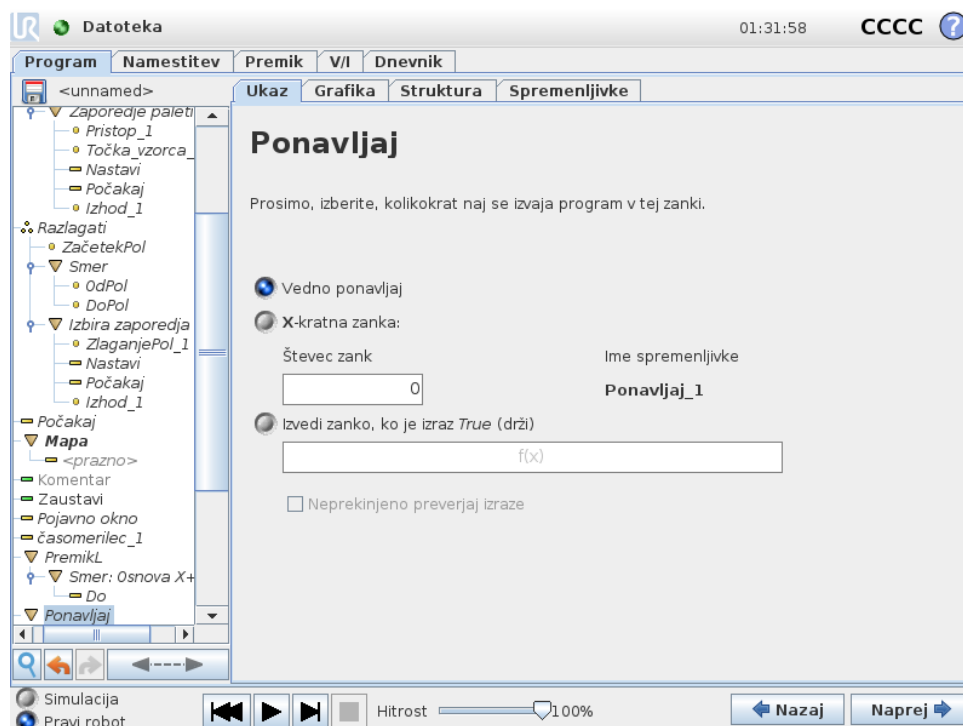 UR Datoteka 01:31:58 CCCC ?
Program Namestitev Premik V/I Dnevnik
<unnamed> Ukaz Grafika Struktura Spremenljivke
Zaporedje paleti
Pristop_1
Točka_vzorca_
Nastavi
Počakaj
Izhod_1
Razlagati
ZačetekPol
Smer
OdPol
DoPol
Izbira zaporedja
ZlaganjePol_1
Nastavi
Počakaj
Izhod_1
Počakaj
Mapa
<prazno>
Komentar
Zaustavi
Pojavno okno
časomerilec_1
PremikL
Smer: Osnova X+
Do
Ponavljaj
Ponavljaj
Prosimo, izberite, kolikokrat naj se izvaja program v tej zanki.
Vedno ponavljaj
X-kratna zanka:
Števec zank Ime spremenljivke
0 Ponavljaj_1
Izvedi zanko, ko je izraz True (drži)
f(x)
Neprekinjeno preverjaj izraze
Simulacija
Pravi robot
Hitrost 100% Nazaj Naprej